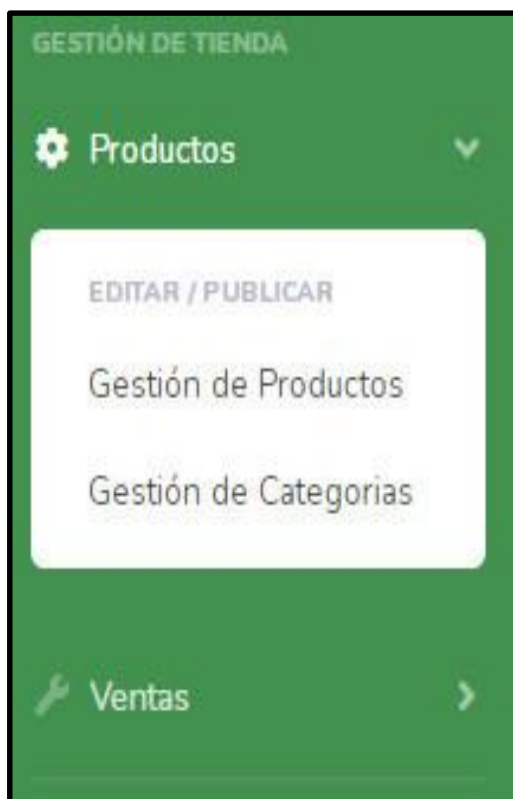 GESTIÓN DE TIENDA
Productos
EDITAR / PUBLICAR
Gestión de Productos
Gestión de Categorias
Ventas